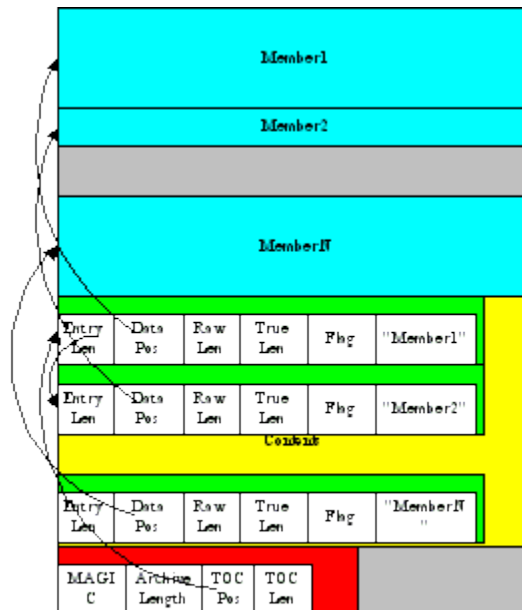 Member1
Member2
MemberN
Entry Data Raw True Flag "Member1"
Len Pos Len Len
Entry Data Raw True Flag "Member2"
Len Pos Len Len
Content
Entry Data Raw True Flag "MemberN
Len Pos Len Len "
MAGI Archive TOC TOC
C Length Pos Len